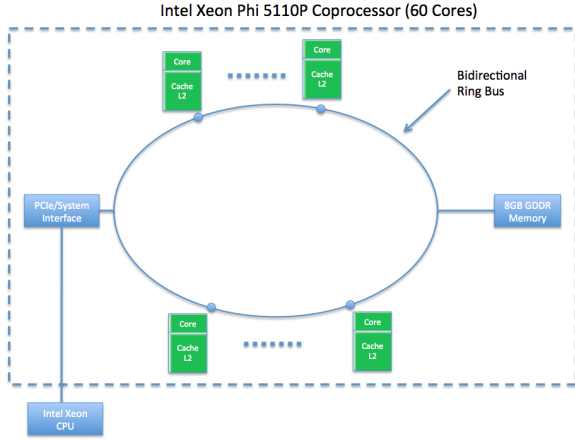 Intel Xeon Phi 5110P Coprocessor (60 Cores)
Core
Cache
L2
Core
Cache
L2
Bidirectional
Ring Bus
PCIe/System
Interface
8GB GDDR
Memory
Core
Cache
L2
Core
Cache
L2
Intel Xeon
CPU